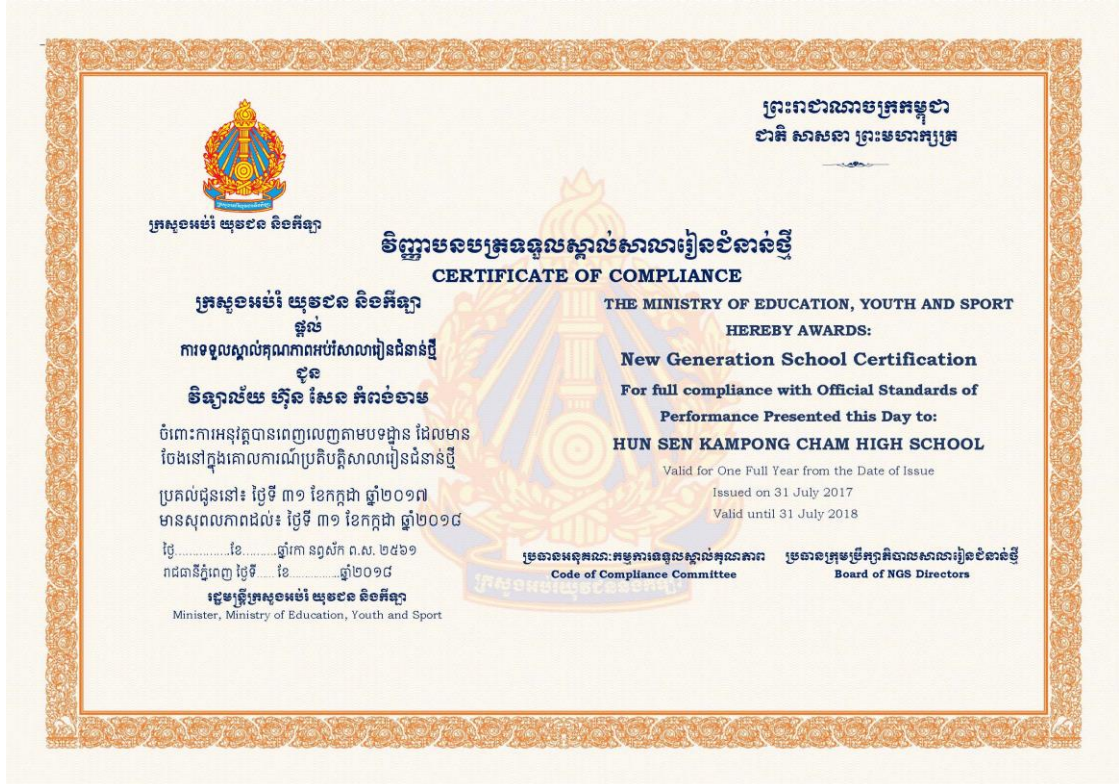 ព្រះរាជាណាចក្រកម្ពុជា
ជាតិ សាសនា ព្រះមហាក្សត្រ
ក្រសួងអប់រំ យុវជន និងកីឡា
វិញ្ញាបនបត្រទទួលស្គាល់សាលារៀនជំនាន់ថ្មី
CERTIFICATE OF COMPLIANCE
ក្រសួងអប់រំ យុវជន និងកីឡា
ផ្តល់
ការទទួលស្គាល់គុណភាពអប់រំសាលារៀនជំនាន់ថ្មី
ជូន
វិទ្យាល័យ ហ៊ុន សែន កំពង់ចាម
ចំពោះការអនុវត្តបានពេញលេញតាមបទដ្ឋាន ដែលមាន
ចែងនៅក្នុងគោលការណ៍ប្រតិបត្តិសាលារៀនជំនាន់ថ្មី
ប្រគល់ជូននៅ៖ ថ្ងៃទី ៣១ ខែកក្កដា ឆ្នាំ២០១៧
មានសុពលភាពដល់៖ ថ្ងៃទី ៣១ ខែកក្កដា ឆ្នាំ២០១៨
ថ្ងៃ................ខែ...........ឆ្នាំរកា នព្វស័ក ព.ស. ២៥៦១
រាជធានីភ្នំពេញ ថ្ងៃទី...... ខែ................ឆ្នាំ២០១៨
រដ្ឋមន្ត្រីក្រសួងអប់រំ យុវជន និងកីឡា
Minister, Ministry of Education, Youth and Sport
THE MINISTRY OF EDUCATION, YOUTH AND SPORT
HEREBY AWARDS:
New Generation School Certification
For full compliance with Official Standards of
Performance Presented this Day to:
HUN SEN KAMPONG CHAM HIGH SCHOOL
Valid for One Full Year from the Date of Issue
Issued on 31 July 2017
Valid until 31 July 2018
ប្រធានអនុគណៈកម្មការទទួលស្គាល់គុណភាព
Code of Compliance Committee
ប្រធានក្រុមប្រឹក្សាភិបាលសាលារៀនជំនាន់ថ្មី
Board of NGS Directors
ក្រសួងអប់រំយុវជននិងកីឡា